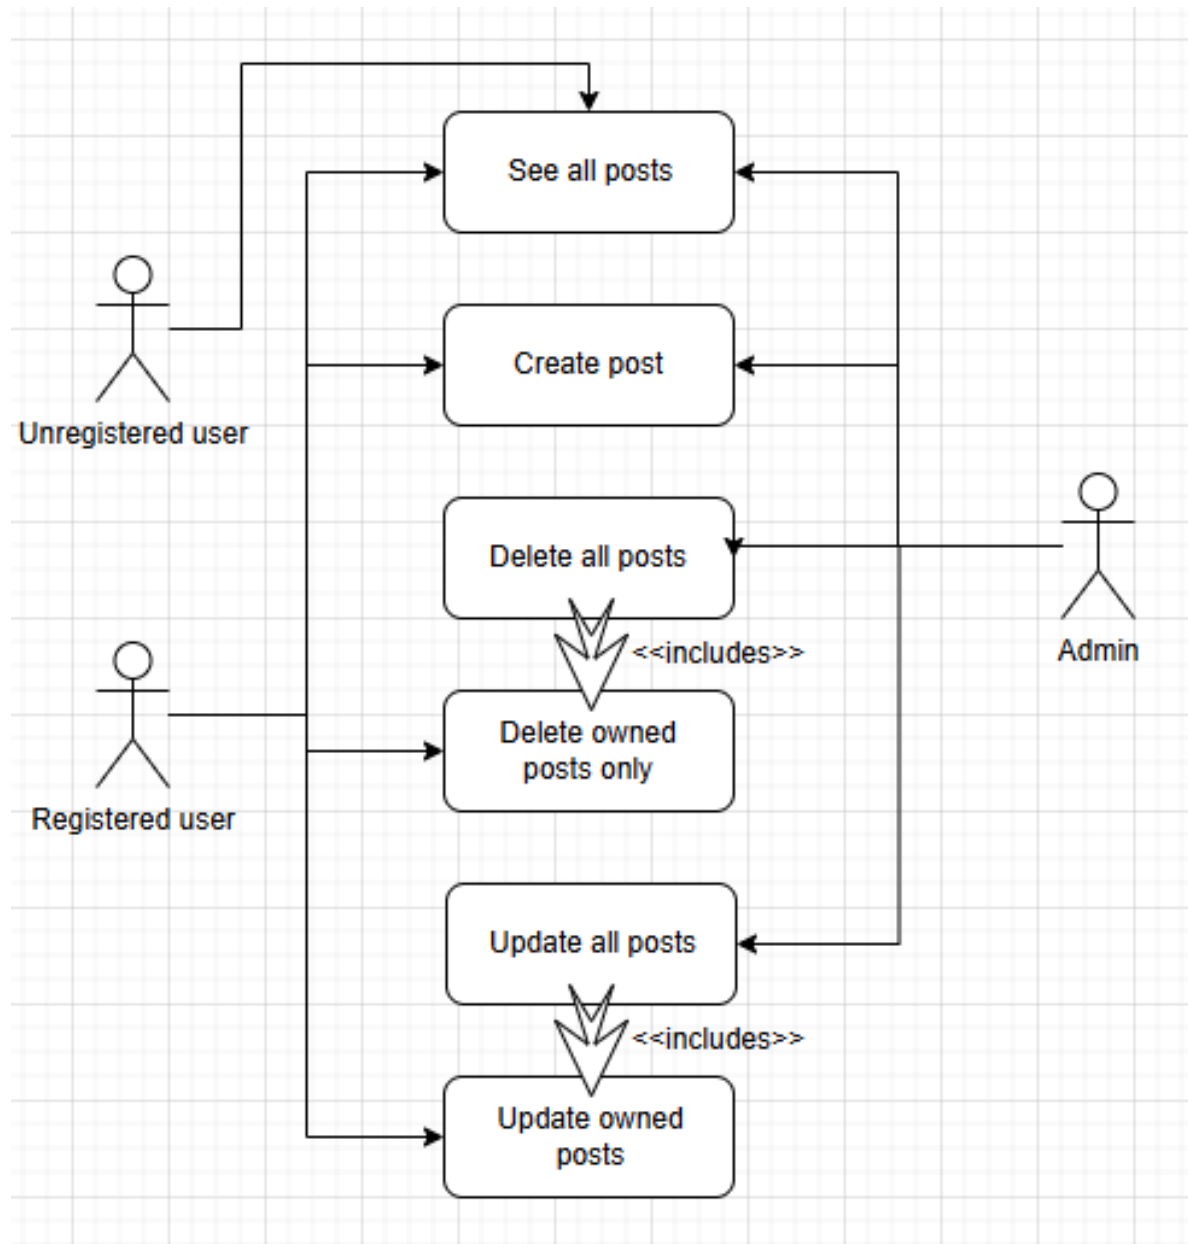 See all posts
Create post
Unregistered user
Delete all posts
<<includes>>
Admin
Delete owned
posts only
Registered user
Update all posts
<<includes>>
Update owned
posts